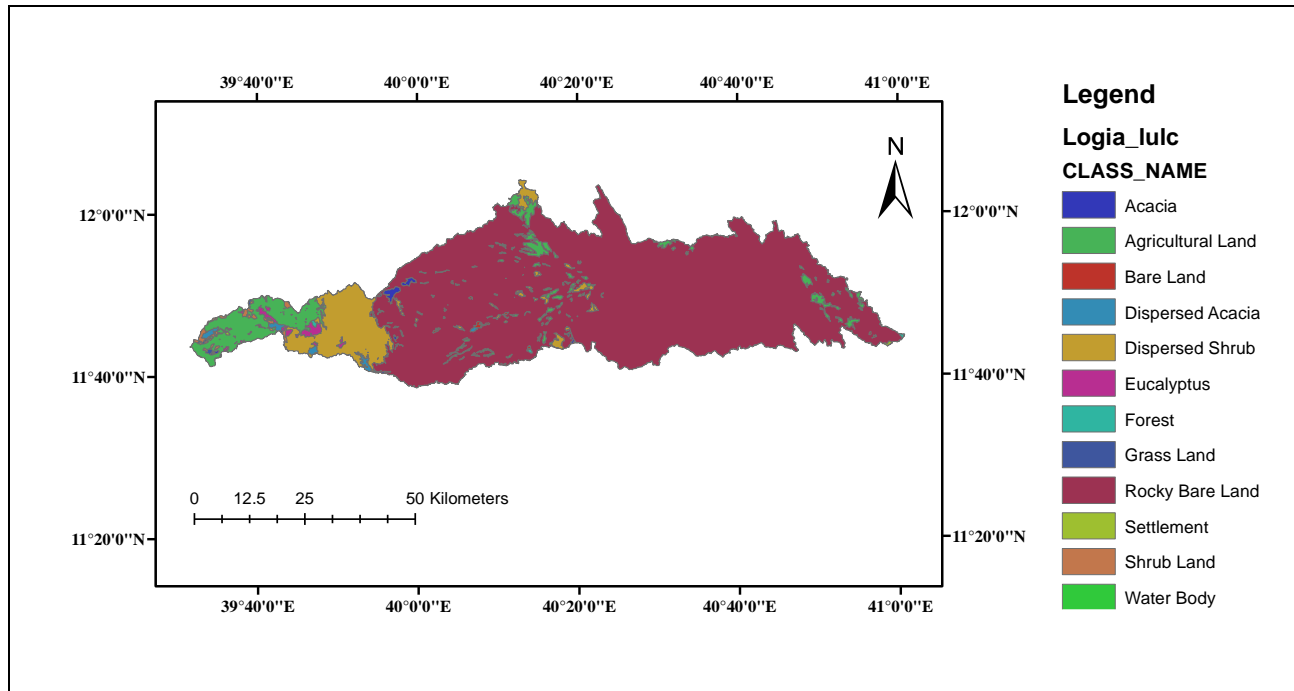 39°40'0"E 40°0'0"E 40°20'0"E 40°40'0"E 41°0'0"E
Legend
Logia_lulc
CLASS_NAME
N
Acacia
12°0'0"N 12°0'0"N
Agricultural Land
Bare Land
Dispersed Acacia
Dispersed Shrub
11°40'0"N 11°40'0"N
Eucalyptus
Forest
Grass Land
Rocky Bare Land
0 12.5 25 50 Kilometers
Settlement
11°20'0"N 11°20'0"N
Shrub Land
Water Body
39°40'0"E 40°0'0"E 40°20'0"E 40°40'0"E 41°0'0"E